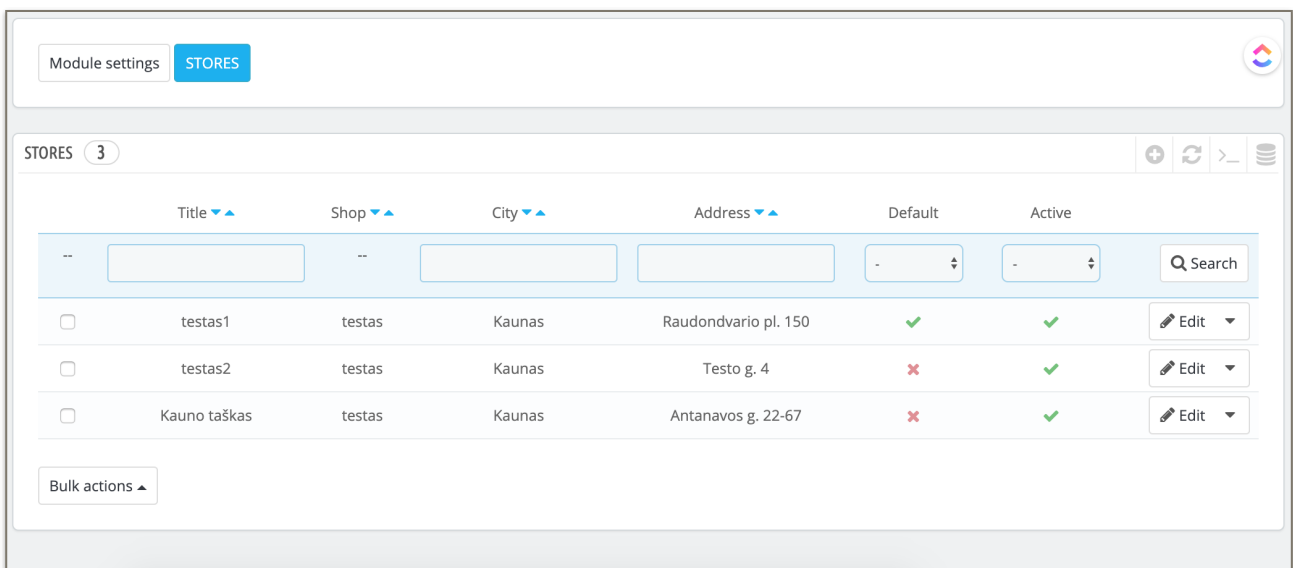 Module settings STORES
STORES 3
Title Shop City Address Default Active
-- -- - - Search
testas1 testas Kaunas Raudondvario pl. 150 Edit
testas2 testas Kaunas Testo g. 4 Edit
Kauno taškas testas Kaunas Antanavos g. 22-67 Edit
Bulk actions